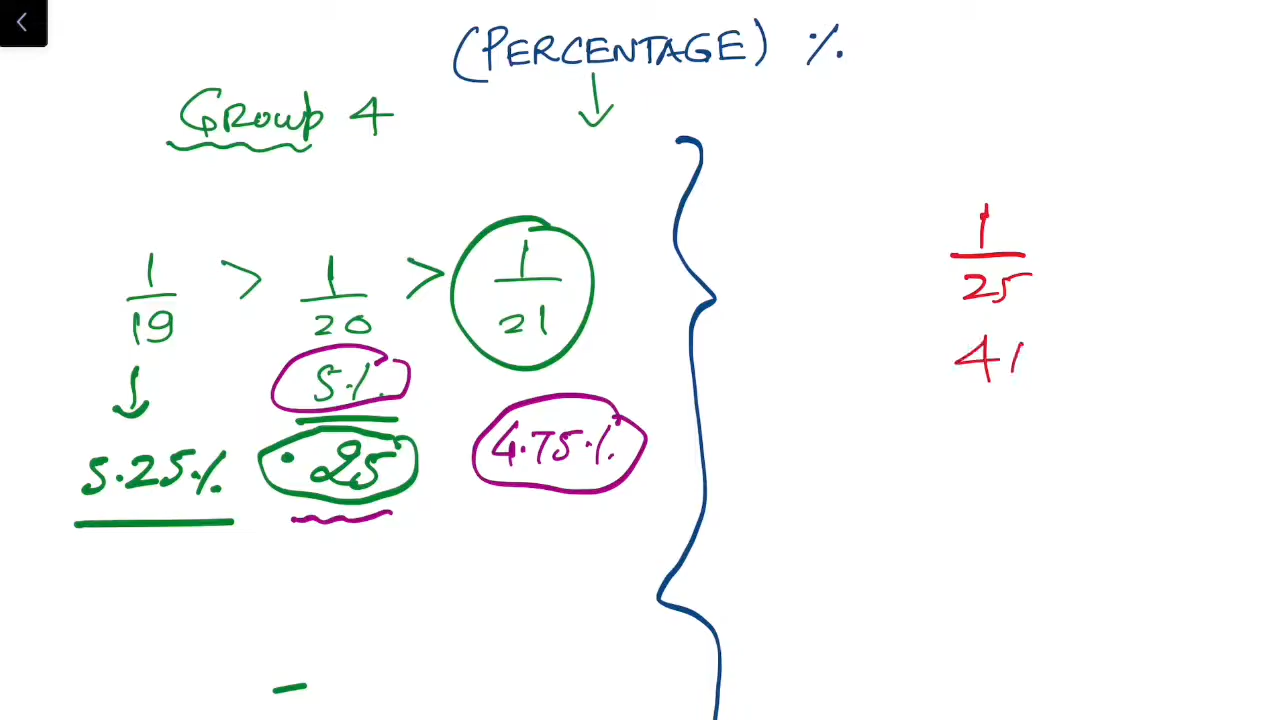 (PERCENTAGE) %
GROUP 4
1/19 > 1/20 > 1/21
5%
5.25% .25 4.75%
1/25
4